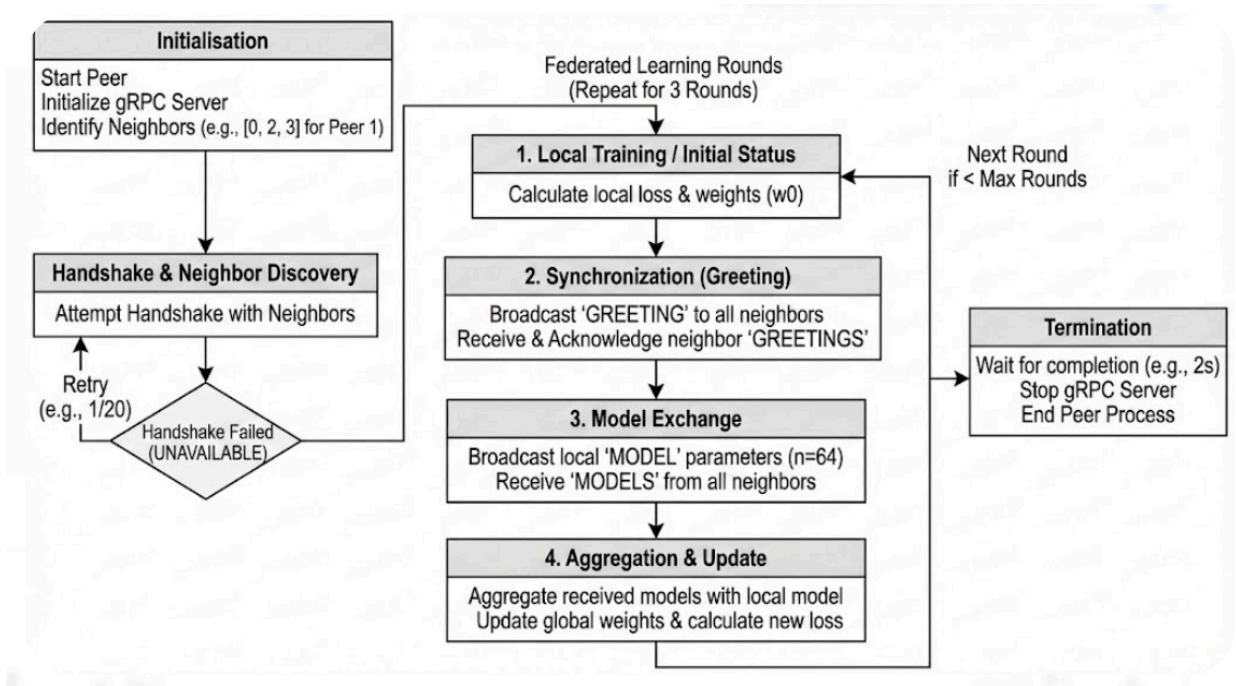 Initialisation
Start Peer
Initialize gRPC Server
Identify Neighbors (e.g., [0, 2, 3] for Peer 1)
Handshake & Neighbor Discovery
Attempt Handshake with Neighbors
Retry
(e.g., 1/20)
Handshake Failed
(UNAVAILABLE)
Federated Learning Rounds
(Repeat for 3 Rounds)
1. Local Training / Initial Status
Calculate local loss & weights (w0)
2. Synchronization (Greeting)
Broadcast ‘GREETING’ to all neighbors
Receive & Acknowledge neighbor ‘GREETINGS’
3. Model Exchange
Broadcast local ‘MODEL’ parameters (n=64)
Receive ‘MODELS’ from all neighbors
4. Aggregation & Update
Aggregate received models with local model
Update global weights & calculate new loss
Next Round
if < Max Rounds
Termination
Wait for completion (e.g., 2s)
Stop gRPC Server
End Peer Process